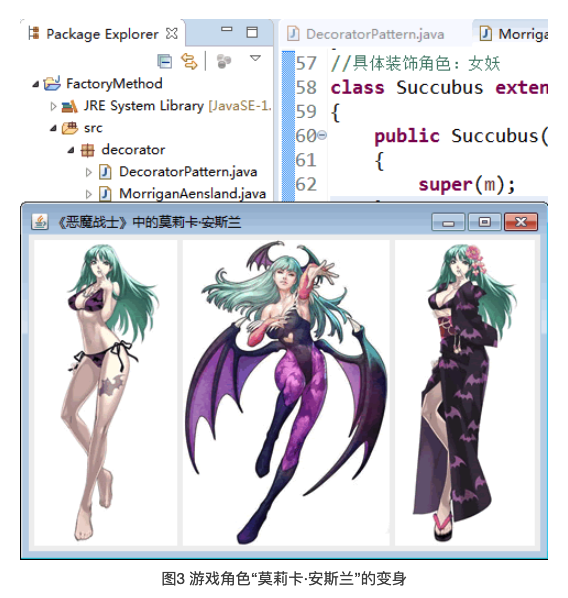 Package Explorer
DecoratorPattern.java
Morriga
FactoryMethod
JRE System Library [JavaSE-1.
src
decorator
DecoratorPattern.java
MorriganAensland.java
57 //具体装饰角色：女妖
58 class Succubus exten
59 {
60 public Succubus(
61 {
62 super(m);
《恶魔战士》中的莫莉卡·安斯兰
图3 游戏角色“莫莉卡·安斯兰”的变身